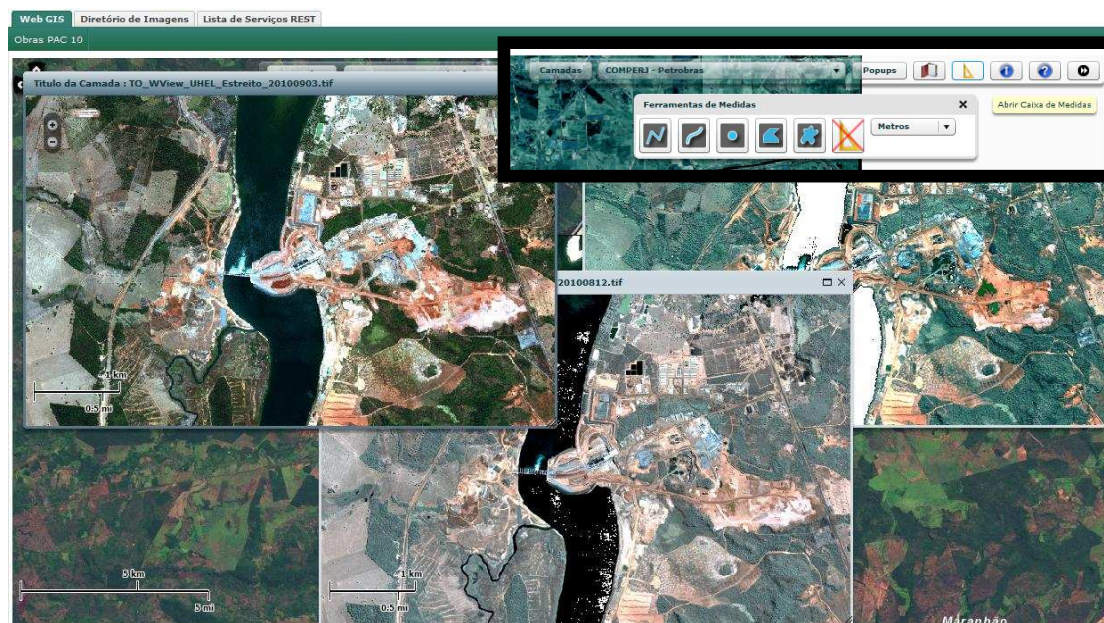 Web GIS
Diretório de Imagens
Lista de Serviços REST
Obras PAC 10
Camadas
COMPERJ - Petrobras
Popups
Ferramentas de Medidas
Metros
Abrir Caixa de Medidas
Título da Camada : TO_WView_UHEL_Estreito_20100903.tif
1 km
0.5 mi
20100812.tif
1 km
0.5 mi
5 km
5 mi
Maranhão